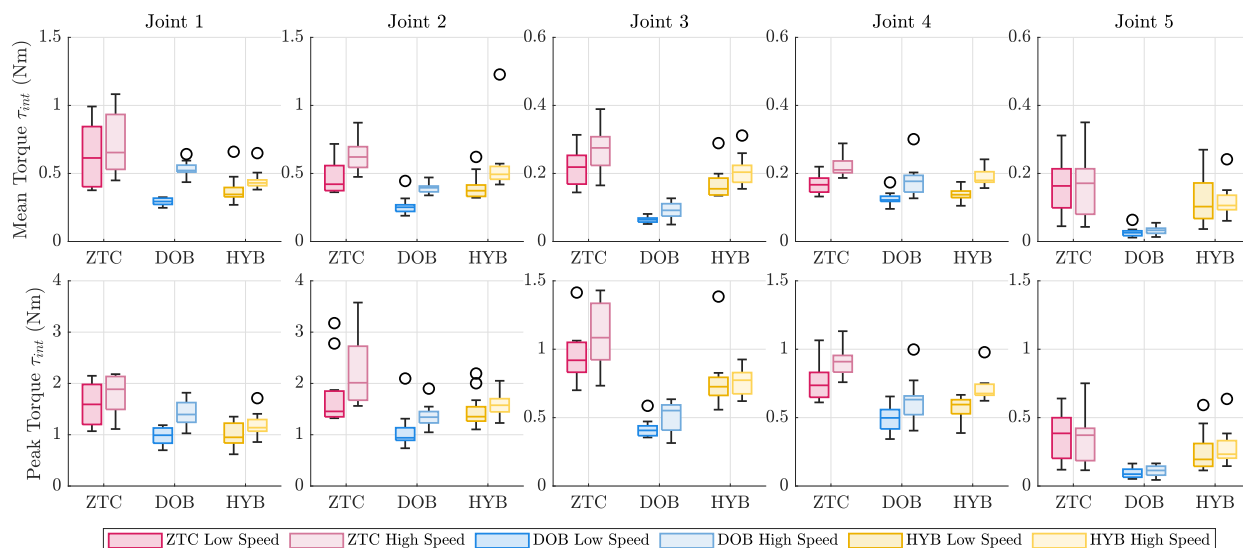 Joint 1 Joint 2 Joint 3 Joint 4 Joint 5
Mean Torque τint (Nm)
1.5 1.5 0.6 0.6 0.6
1 1 0.4 0.4 0.4
0.5 0.5 0.2 0.2 0.2
0 0 0 0 0
ZTC DOB HYB ZTC DOB HYB ZTC DOB HYB ZTC DOB HYB ZTC DOB HYB
Peak Torque τint (Nm)
4 4 1.5 1.5 1.5
3 3 1 1 1
2 2 0.5 0.5 0.5
1 1
0 0 0 0 0
ZTC DOB HYB ZTC DOB HYB ZTC DOB HYB ZTC DOB HYB ZTC DOB HYB
ZTC Low Speed ZTC High Speed DOB Low Speed DOB High Speed HYB Low Speed HYB High Speed